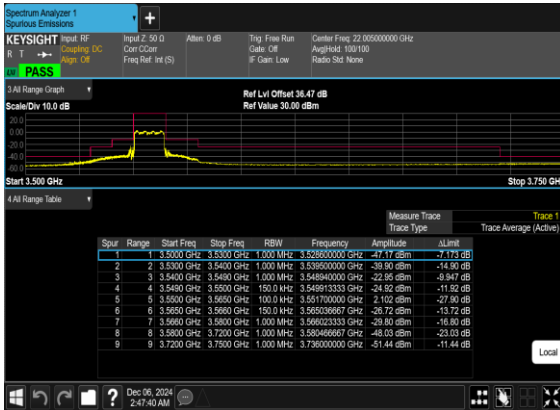 Spectrum Analyzer 1
Spurious Emissions
+
KEYSIGHT
R T
LXI
PASS
Input: RF
Coupling: DC
Align: Off
Input Z: 50 Ω
Corr CCorr
Freq Ref: Int (S)
Atten: 0 dB
Trig: Free Run
Gate: Off
IF Gain: Low
Center Freq: 22.005000000 GHz
Avg|Hold: 100/100
Radio Std: None
3 All Range Graph
Scale/Div 10.0 dB
Ref Lvl Offset 36.47 dB
Ref Value 30.00 dBm
20.0
0.00
-20.0
-40.0
-60.0
Start 3.500 GHz
Stop 3.750 GH
4 All Range Table
Measure Trace Trace 1
Trace Type Trace Average (Active)
Spur Range Start Freq Stop Freq RBW Frequency Amplitude ΔLimit
1 1 3.5000 GHz 3.5300 GHz 1.000 MHz 3.528600000 GHz -47.17 dBm -7.173 dB
2 2 3.5300 GHz 3.5400 GHz 1.000 MHz 3.539500000 GHz -39.90 dBm -14.90 dB
3 3 3.5400 GHz 3.5490 GHz 1.000 MHz 3.548940000 GHz -22.95 dBm -9.947 dB
4 4 3.5490 GHz 3.5500 GHz 150.0 kHz 3.549913333 GHz -24.92 dBm -11.92 dB
5 5 3.5500 GHz 3.5650 GHz 100.0 kHz 3.551700000 GHz 2.102 dBm -27.90 dB
6 6 3.5650 GHz 3.5660 GHz 150.0 kHz 3.565036667 GHz -26.72 dBm -13.72 dB
7 7 3.5660 GHz 3.5800 GHz 1.000 MHz 3.566023333 GHz -29.80 dBm -16.80 dB
8 8 3.5800 GHz 3.7200 GHz 1.000 MHz 3.580466667 GHz -48.03 dBm -23.03 dB
9 9 3.7200 GHz 3.7500 GHz 1.000 MHz 3.736000000 GHz -51.44 dBm -11.44 dB
Local
?
Dec 06, 2024
2:47:40 AM